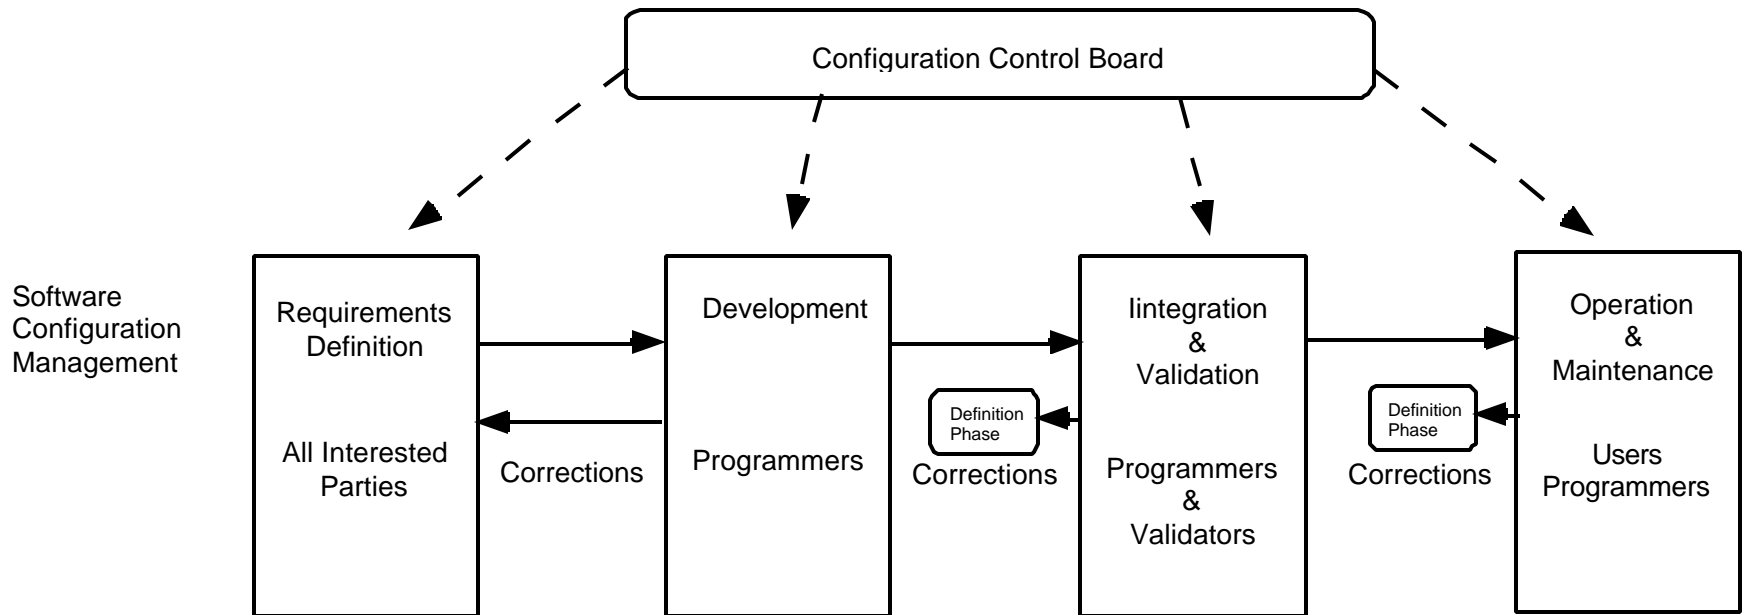 Configuration Control Board
Software
Configuration
Management
Requirements
Definition
All Interested
Parties
Corrections
Development
Programmers
Definition
Phase
Corrections
Iintegration
&
Validation
Programmers
&
Validators
Definition
Phase
Corrections
Operation
&
Maintenance
Users
Programmers